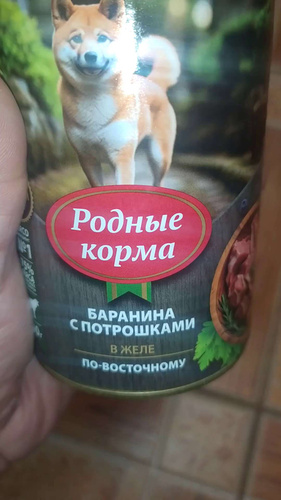 Родные
корма
БАРАНИНА
С ПОТРОШКАМИ
В ЖЕЛЕ
ПО-ВОСТОЧНОМУ